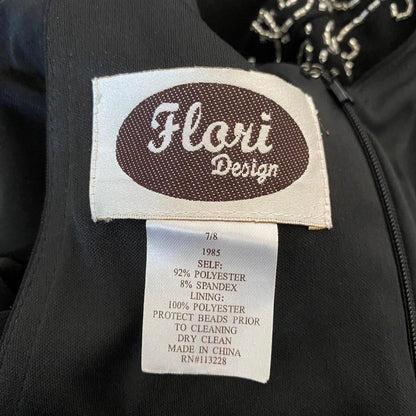 Flori
Design
7/8
1985
SELF:
92% POLYESTER
8% SPANDEX
LINING:
100% POLYESTER
PROTECT BEADS PRIOR
TO CLEANING
DRY CLEAN
MADE IN CHINA
RN#113228